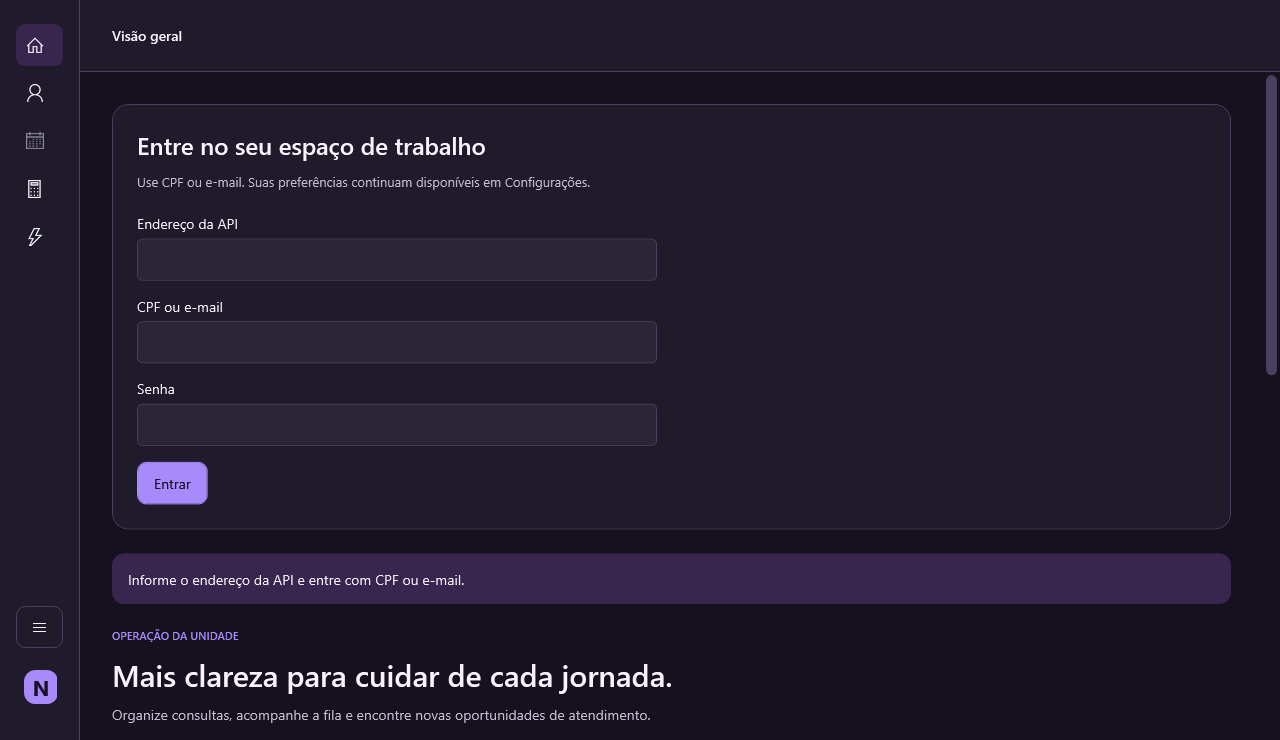 Visão geral
Entre no seu espaço de trabalho
Use CPF ou e-mail. Suas preferências continuam disponíveis em Configurações.
Endereço da API
CPF ou e-mail
Senha
Entrar
Informe o endereço da API e entre com CPF ou e-mail.
OPERAÇÃO DA UNIDADE
Mais clareza para cuidar de cada jornada.
N
Organize consultas, acompanhe a fila e encontre novas oportunidades de atendimento.